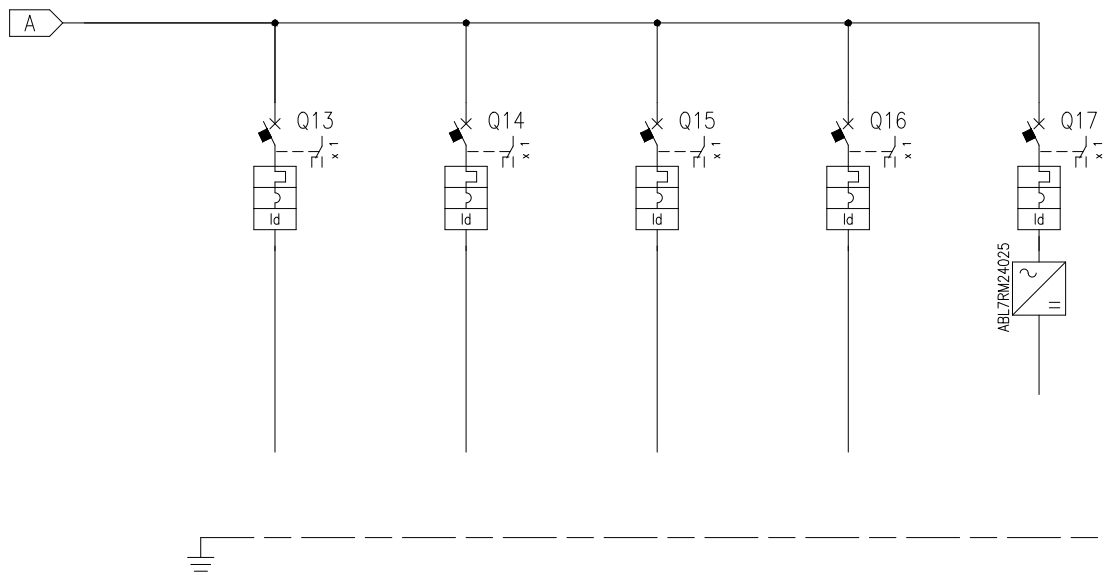 A
Q13
x 1
Q14
x 1
Q15
x 1
Q16
x 1
Q17
x 1
Id
Id
Id
Id
Id
ABL7RM24025